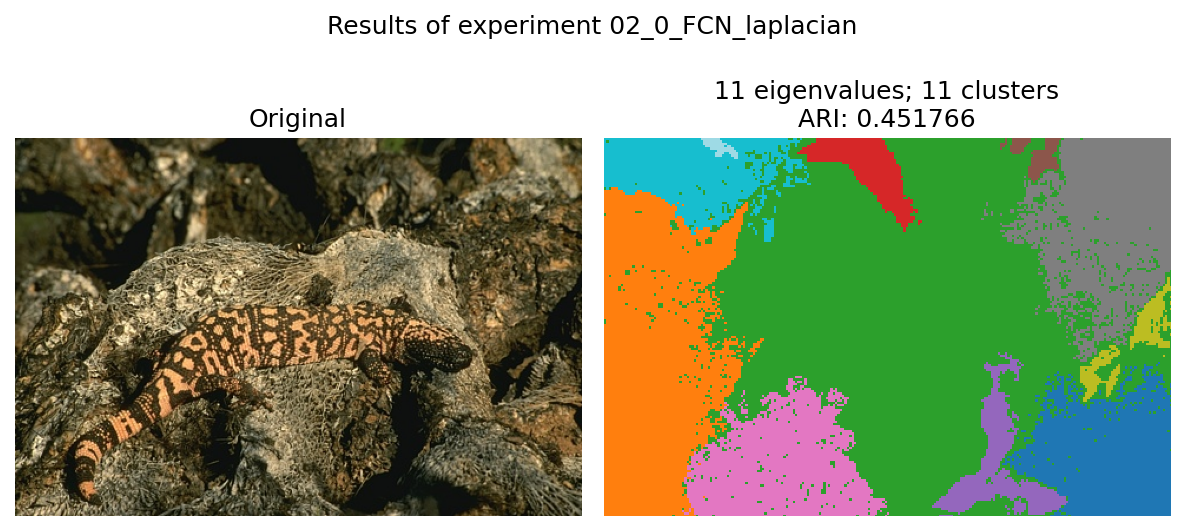 Results of experiment 02_0_FCN_laplacian
Original
11 eigenvalues; 11 clusters
ARI: 0.451766